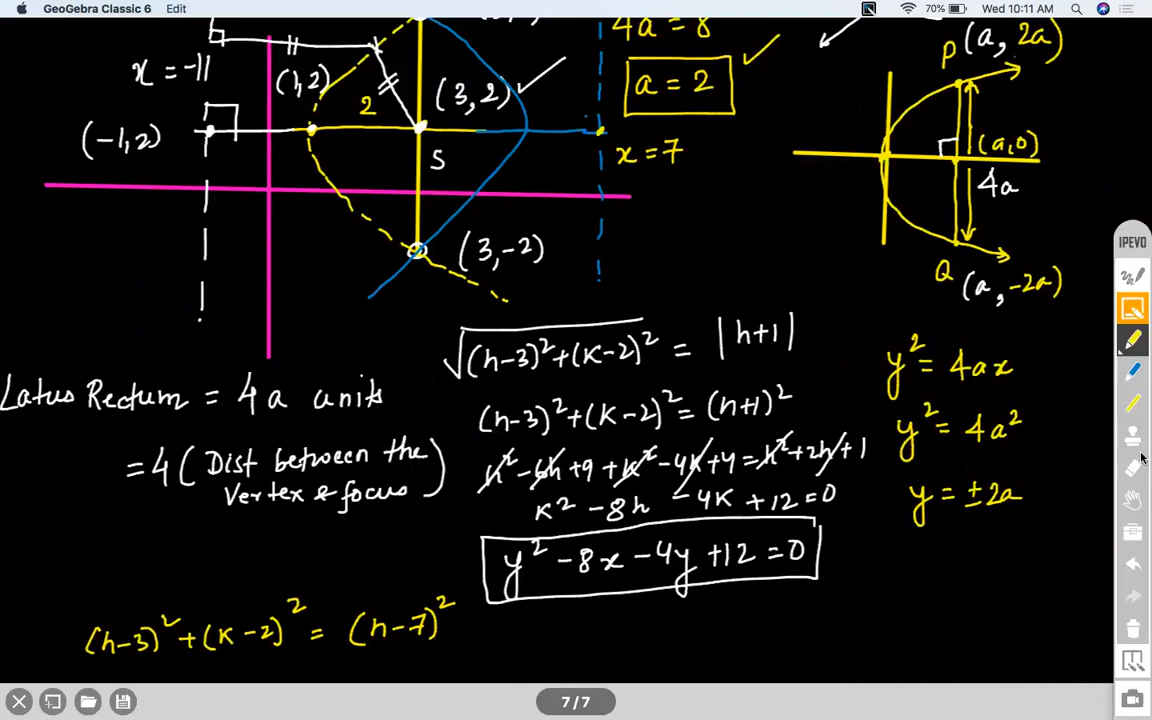 GeoGebra Classic 6 Edit
70% Wed 10:11 AM
4a = 8
a = 2
x = -1
(1,2)
2
(3,2)
(-1,2)
S
x = 7
(3,-2)
P (a, 2a)
(a,0)
4a
Q (a, -2a)
IPEVO
√(h-3)²+(k-2)² = |h+1|
(h-3)²+(k-2)² = (h+1)²
h²-6h+9+k²-4k+4=h²+2h+1
k²-8h-4k+12=0
y²-8x-4y+12=0
Latus Rectum = 4a units
=4(Dist between the
Vertex & focus)
(h-3)²+(k-2)² = (h-7)²
y² = 4ax
y² = 4a²
y = ±2a
7/7